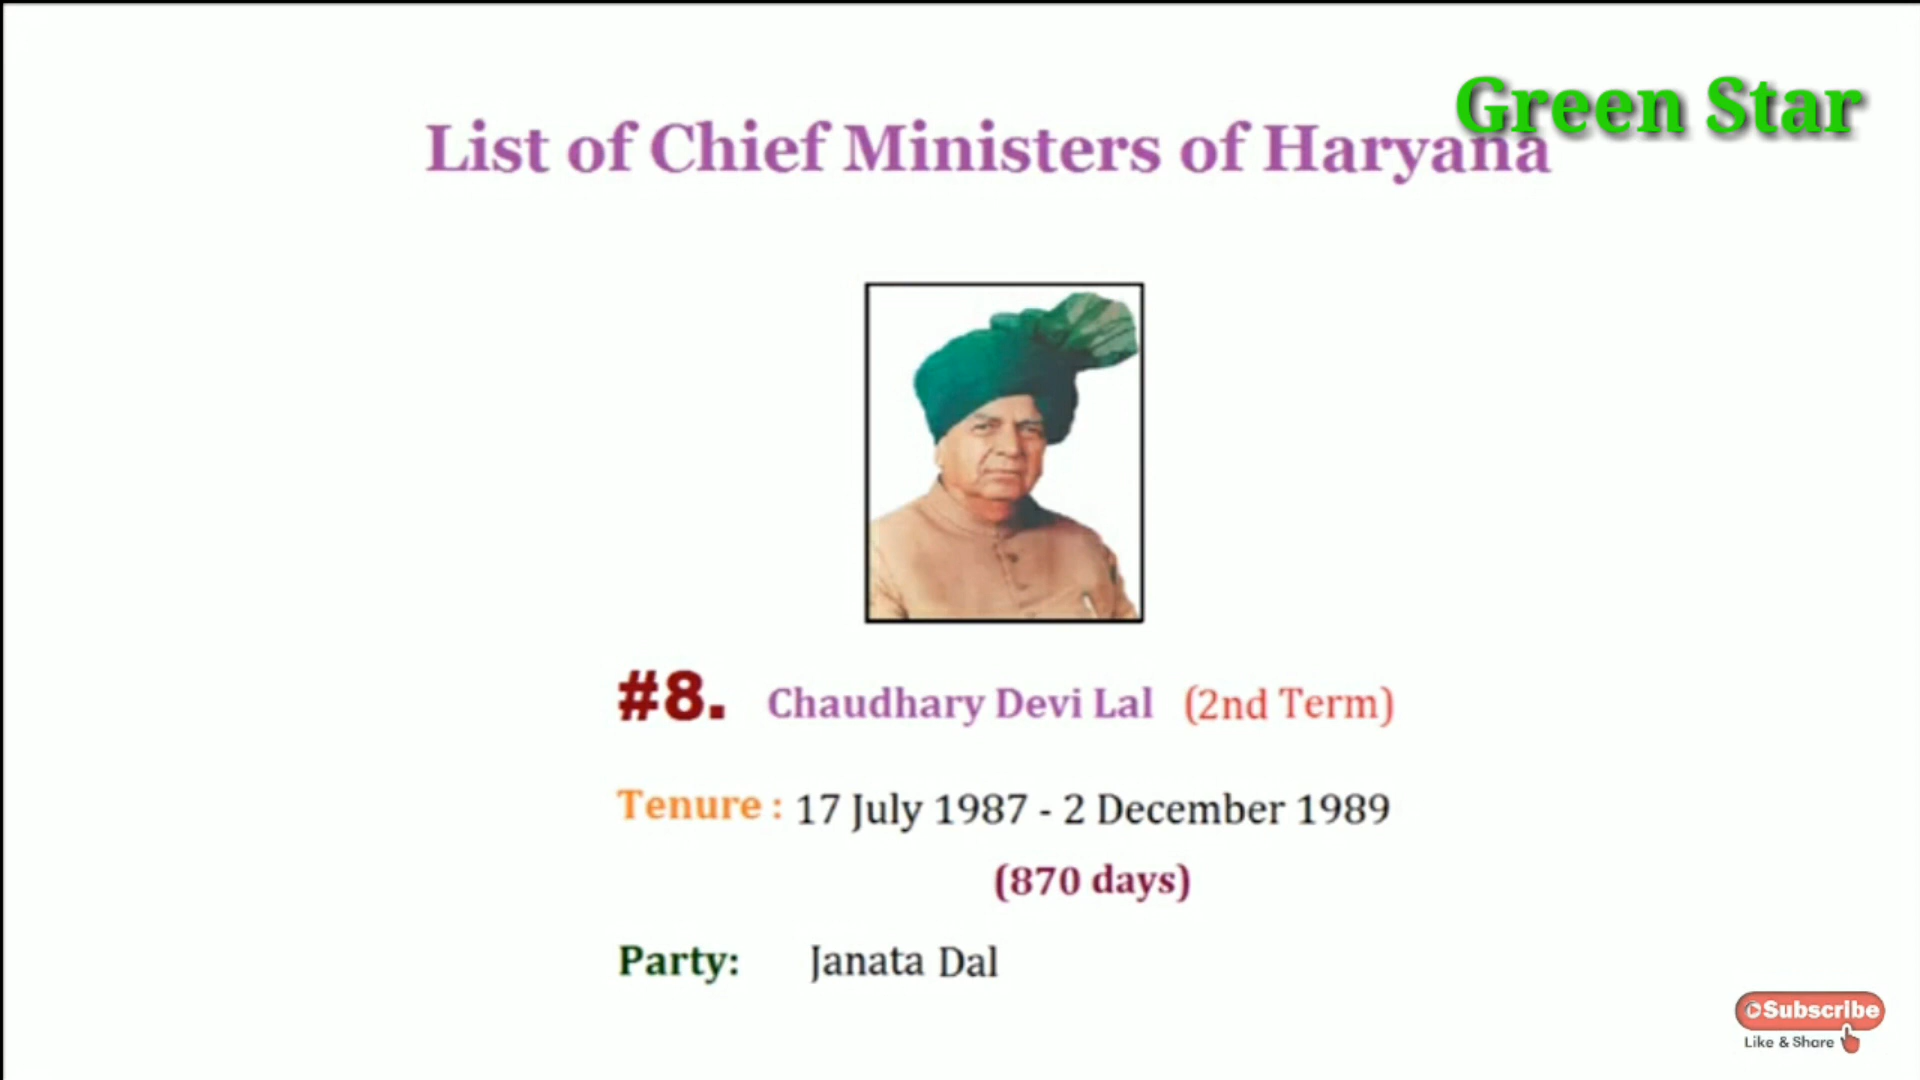 Green Star
List of Chief Ministers of Haryana
#8. Chaudhary Devi Lal (2nd Term)
Tenure : 17 July 1987 - 2 December 1989
(870 days)
Party: Janata Dal
Subscribe
Like & Share